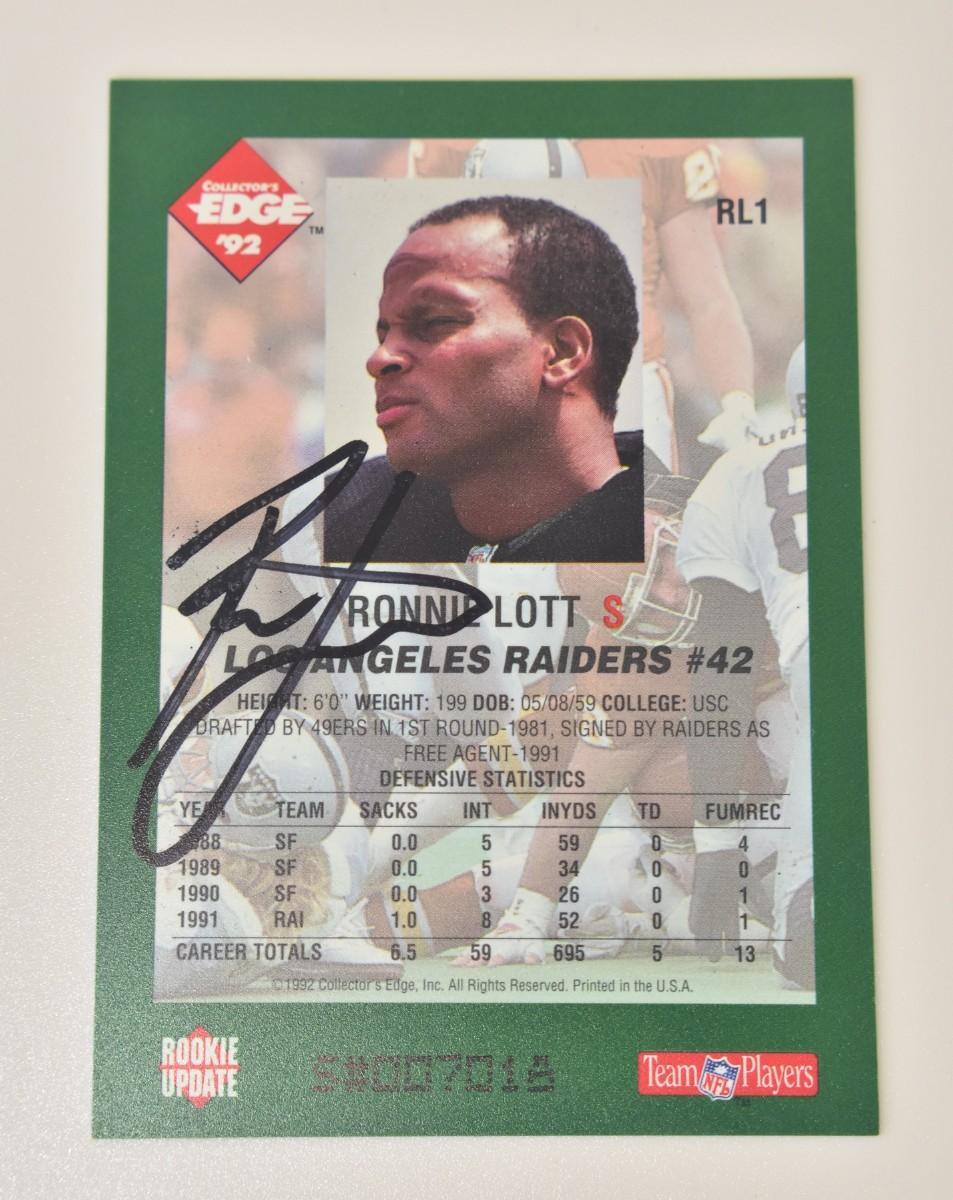 COLLECTOR'S
EDGE
'92
TM
RL1
RONNIE LOTT S
LOS ANGELES RAIDERS #42
HEIGHT: 6'0" WEIGHT: 199 DOB: 05/08/59 COLLEGE: USC
DRAFTED BY 49ERS IN 1ST ROUND-1981, SIGNED BY RAIDERS AS
FREE AGENT-1991
DEFENSIVE STATISTICS
YEAR TEAM SACKS INT INYDS TD FUMREC
1988 SF 0.0 5 59 0 4
1989 SF 0.0 5 34 0 0
1990 SF 0.0 3 26 0 1
1991 RAI 1.0 8 52 0 1
CAREER TOTALS 6.5 59 695 5 13
©1992 Collector's Edge, Inc. All Rights Reserved. Printed in the U.S.A.
ROOKIE
UPDATE
S#007018
Team NFL Players